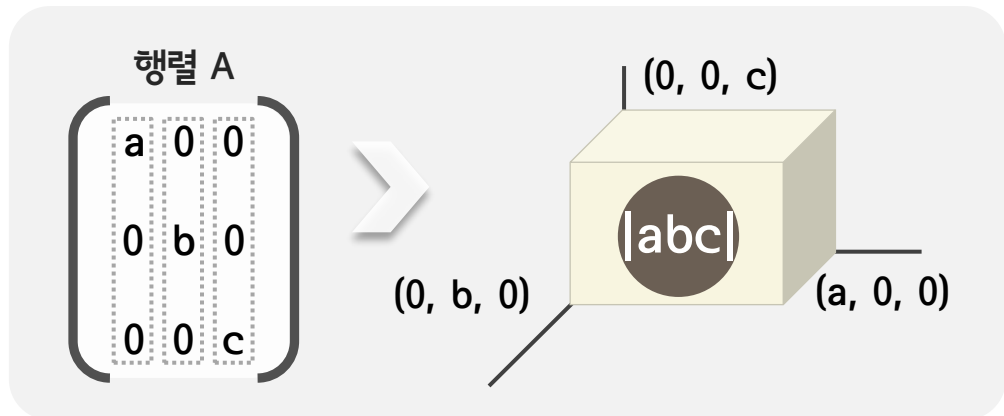 행렬 A
a 0 0
0 b 0
0 0 c
(0, 0, c)
|abc|
(0, b, 0)
(a, 0, 0)